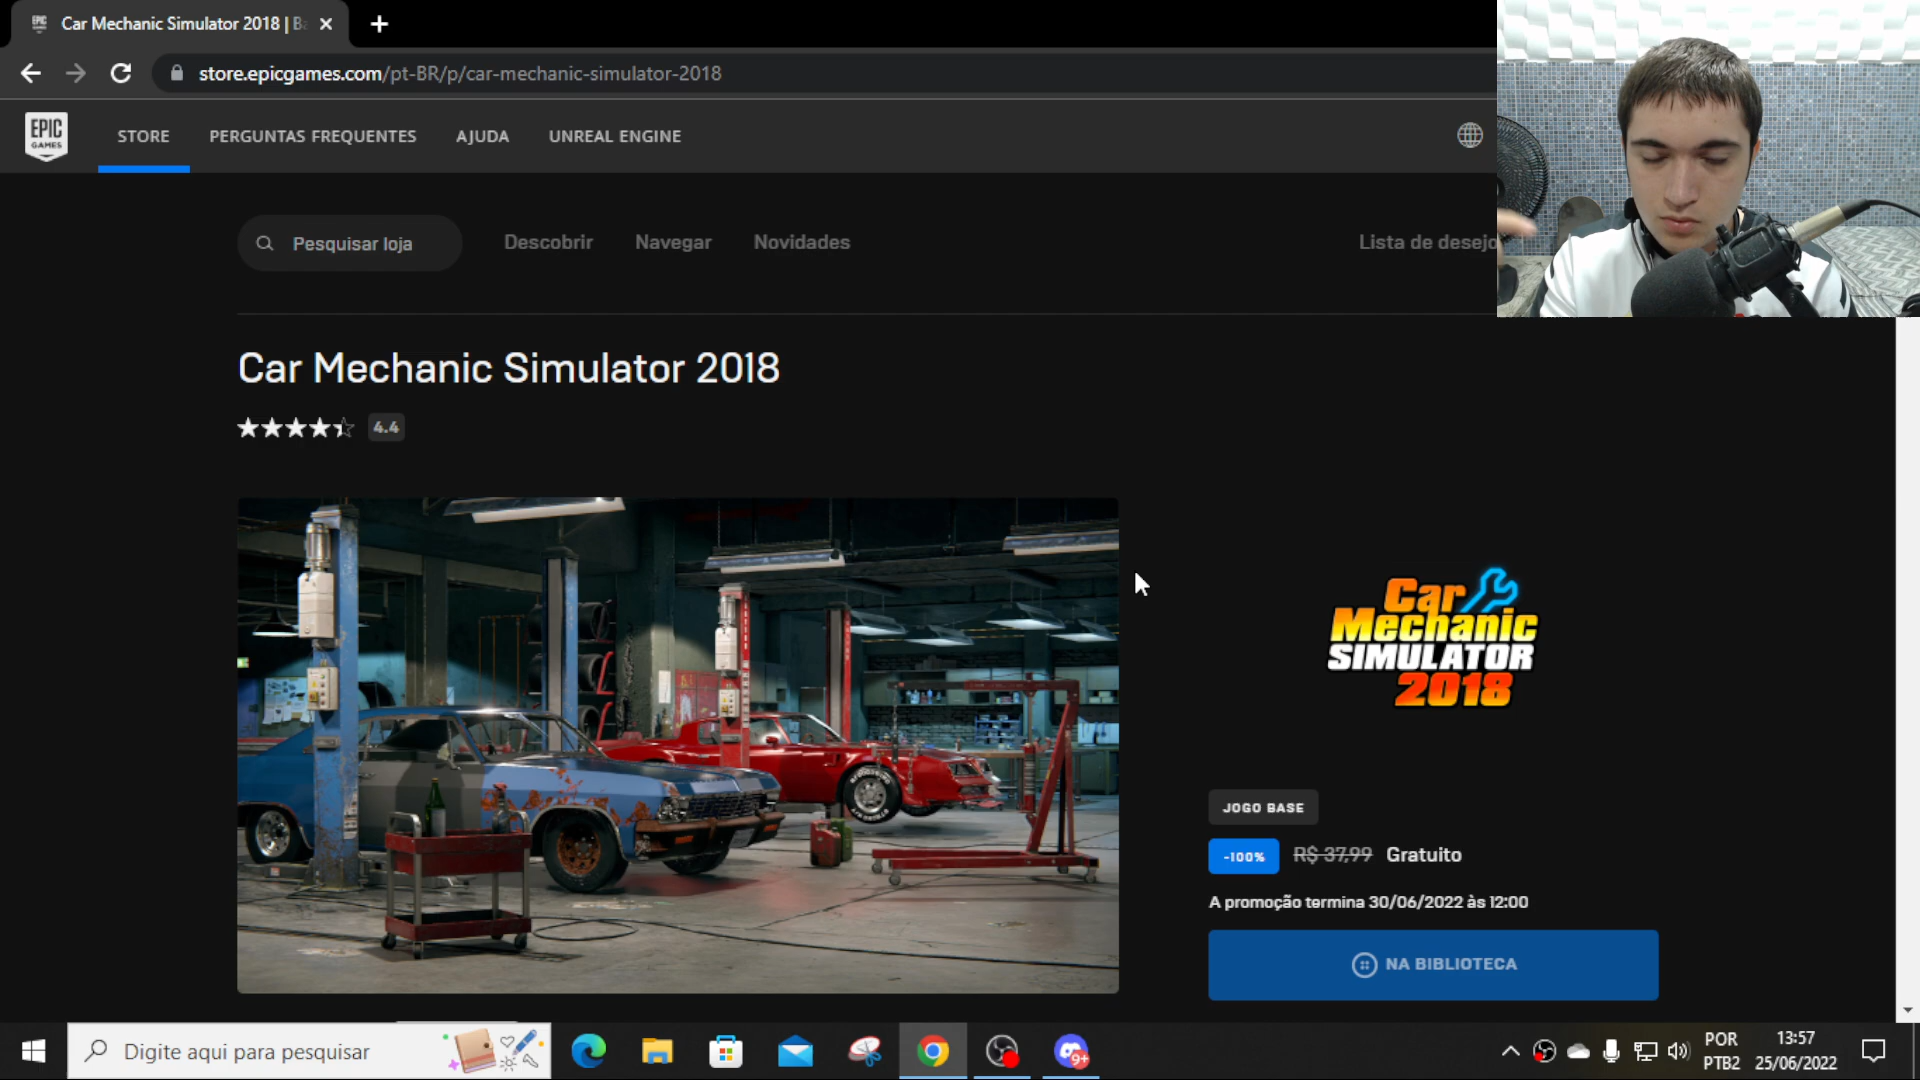 Car Mechanic Simulator 2018 | Ba
store.epicgames.com/pt-BR/p/car-mechanic-simulator-2018
EPIC
GAMES
STORE
PERGUNTAS FREQUENTES
AJUDA
UNREAL ENGINE
Pesquisar loja
Descobrir
Navegar
Novidades
Lista de desejo
Car Mechanic Simulator 2018
4.4
Car
Mechanic
SIMULATOR
2018
JOGO BASE
-100%
R$ 37,99
Gratuito
A promoção termina 30/06/2022 às 12:00
NA BIBLIOTECA
Digite aqui para pesquisar
9+
POR
PTB2
13:57
25/06/2022